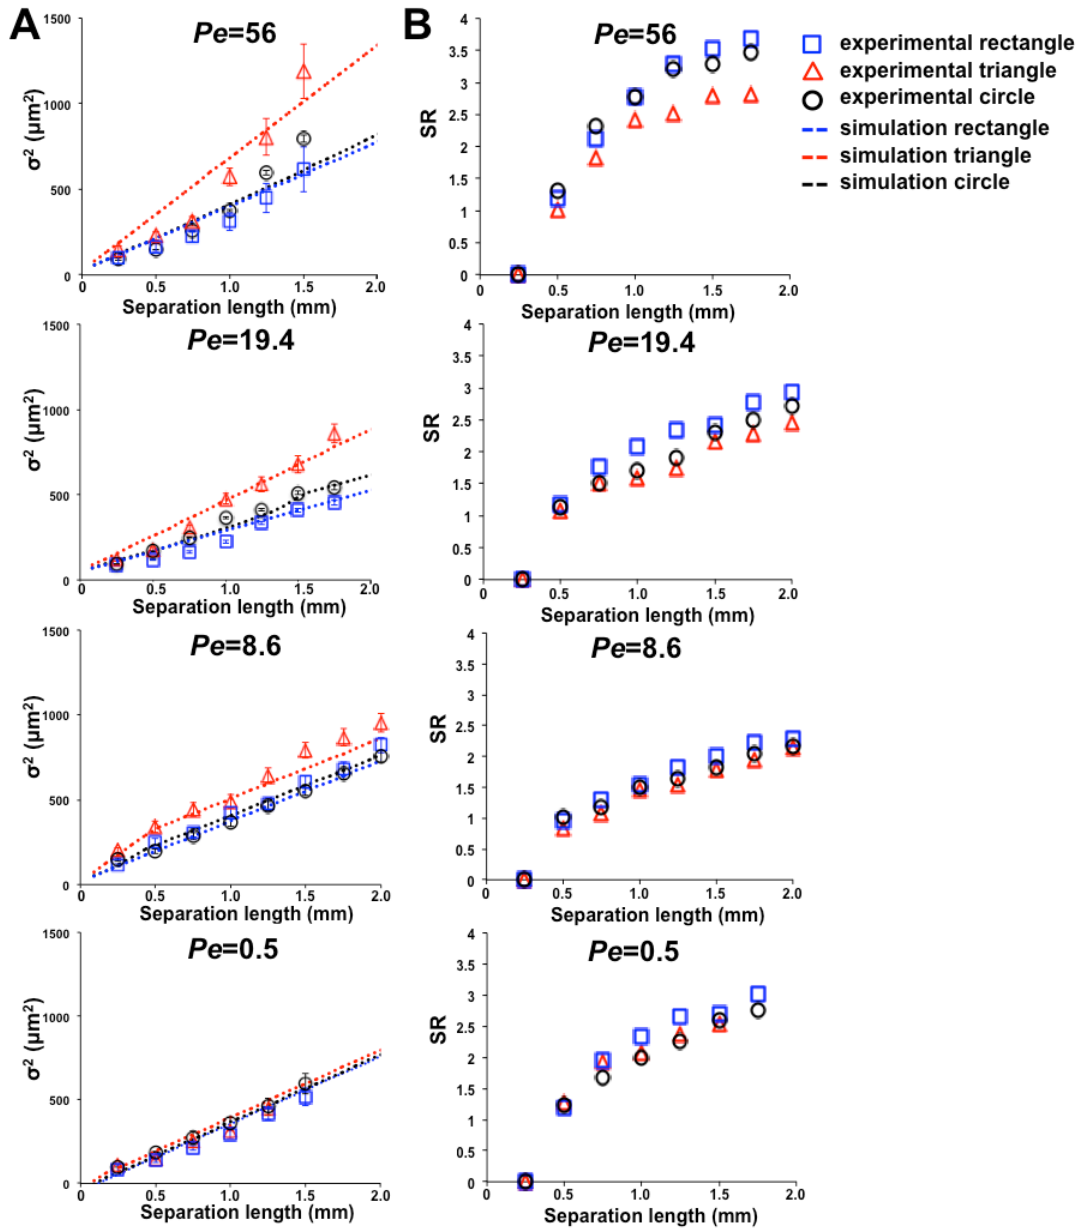 A
Pe=56
1500
1000
500
0
σ² (µm²)
0
0.5
1.0
1.5
2.0
Separation length (mm)
B
Pe=56
4
3.5
3
2.5
2
1.5
1
0.5
0
SR
0
0.5
1.0
1.5
2.0
Separation length (mm)
experimental rectangle
experimental triangle
experimental circle
simulation rectangle
simulation triangle
simulation circle
Pe=19.4
1500
1000
500
0
σ² (µm²)
0
0.5
1.0
1.5
2.0
Separation length (mm)
Pe=19.4
4
3.5
3
2.5
2
1.5
1
0.5
0
SR
0
0.5
1.0
1.5
2.0
Separation length (mm)
Pe=8.6
1500
1000
500
0
σ² (µm²)
0
0.5
1.0
1.5
2.0
Separation length (mm)
Pe=8.6
4
3.5
3
2.5
2
1.5
1
0.5
0
SR
0
0.5
1.0
1.5
2.0
Separation length (mm)
Pe=0.5
1500
1000
500
0
σ² (µm²)
0
0.5
1.0
1.5
2.0
Separation length (mm)
Pe=0.5
4
3.5
3
2.5
2
1.5
1
0.5
0
SR
0
0.5
1.0
1.5
2.0
Separation length (mm)